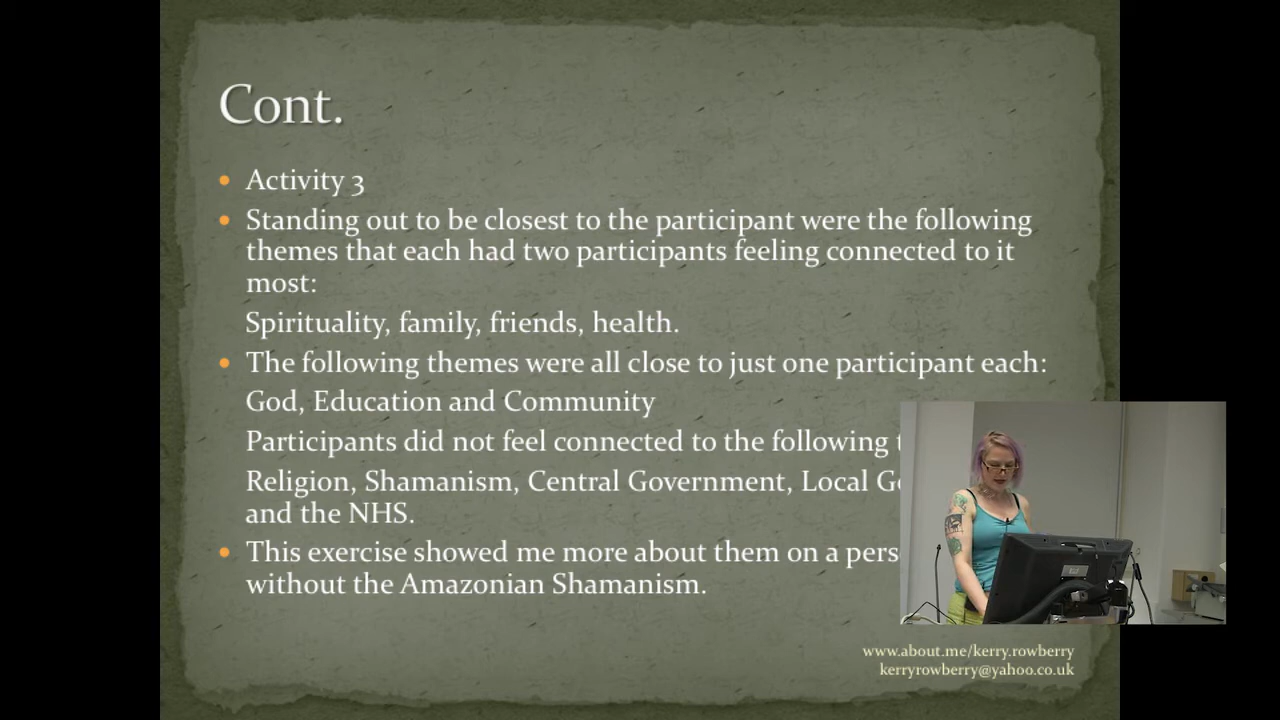 Cont.
Activity 3
Standing out to be closest to the participant were the following
themes that each had two participants feeling connected to it
most:
Spirituality, family, friends, health.
The following themes were all close to just one participant each:
God, Education and Community
Participants did not feel connected to the following
Religion, Shamanism, Central Government, Local
and the NHS.
This exercise showed me more about them on a
without the Amazonian Shamanism.
www.about.me/kerry.rowberry
kerryrowberry@yahoo.co.uk